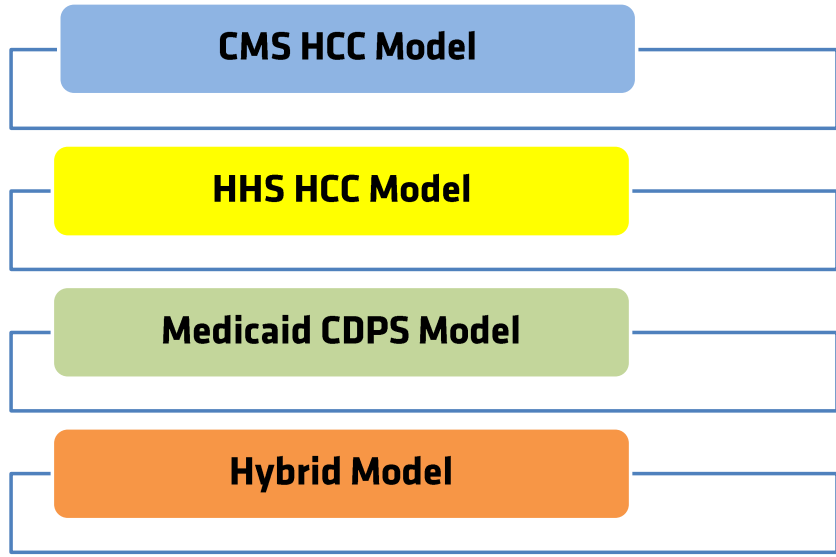 CMS HCC Model
HHS HCC Model
Medicaid CDPS Model
Hybrid Model